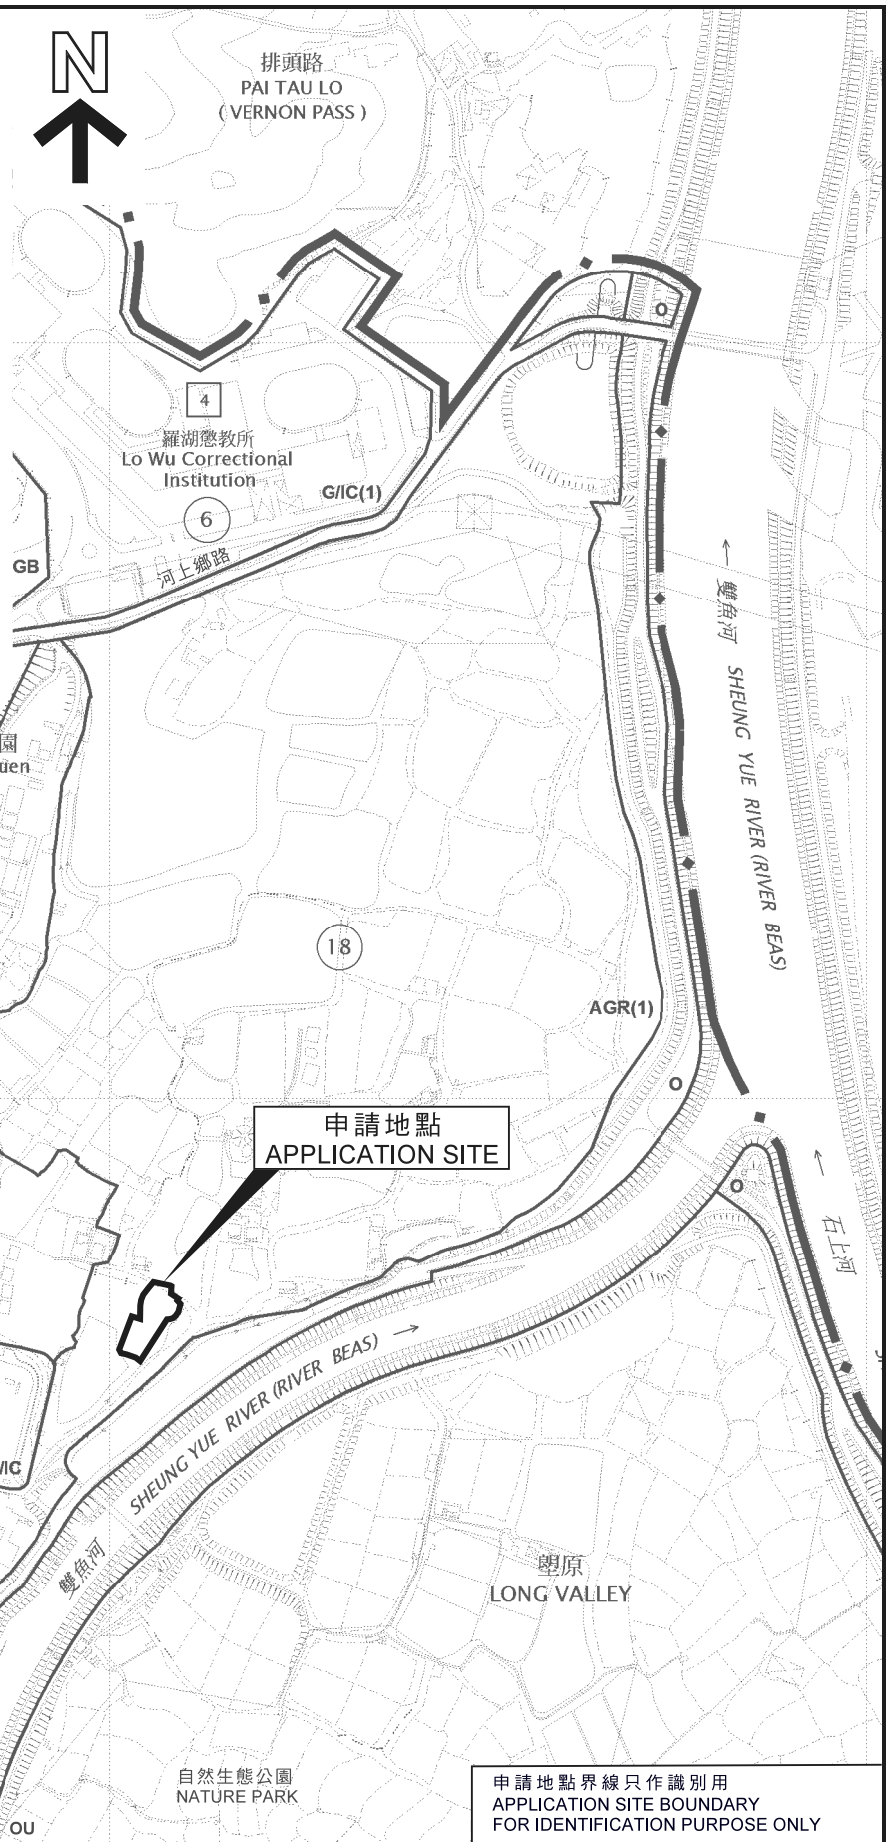 N
排頭路
PAI TAU LO
( VERNON PASS )
O
4
羅湖懲教所
Lo Wu Correctional
Institution
G/IC(1)
6
GB
河上鄉路
← 雙魚河 SHEUNG YUE RIVER (RIVER BEAS)
園
uen
18
AGR(1)
O
申請地點
APPLICATION SITE
O
← 石上河
SHEUNG YUE RIVER (RIVER BEAS) →
/IC
雙魚河
塱原
LONG VALLEY
自然生態公園
NATURE PARK
OU
申請地點界線只作識別用
APPLICATION SITE BOUNDARY
FOR IDENTIFICATION PURPOSE ONLY